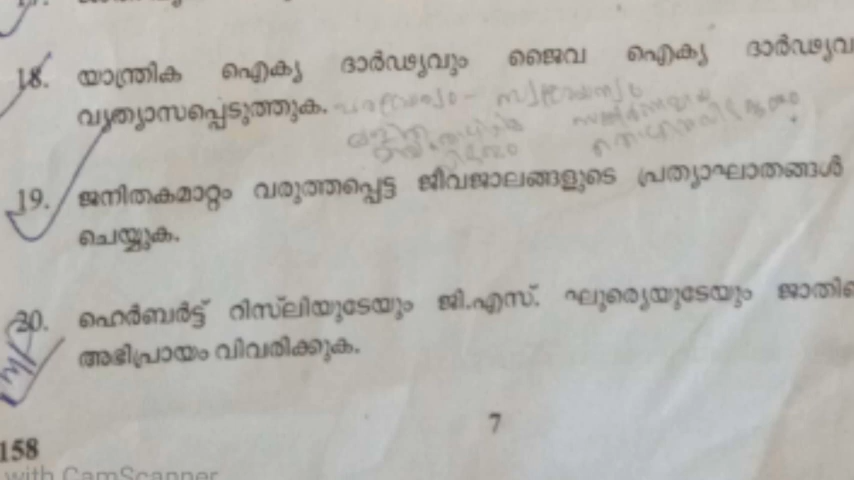 18. യാന്ത്രിക ഐക്യ ദാർഢ്യവും ജൈവ ഐക്യ ദാർഢ്യവ
വ്യത്യാസപ്പെടുത്തുക.
19. ജനിതകമാറ്റം വരുത്തപ്പെട്ട ജീവജാലങ്ങളുടെ പ്രത്യാഘാതങ്ങൾ
ചെയ്യുക.
20. ഹെർബർട്ട് റിസ്‌ലിയുടേയും ജി.എസ്. ഘുര്യെയുടേയും ജാതി
അഭിപ്രായം വിവരിക്കുക.
7
158
with CamScanner